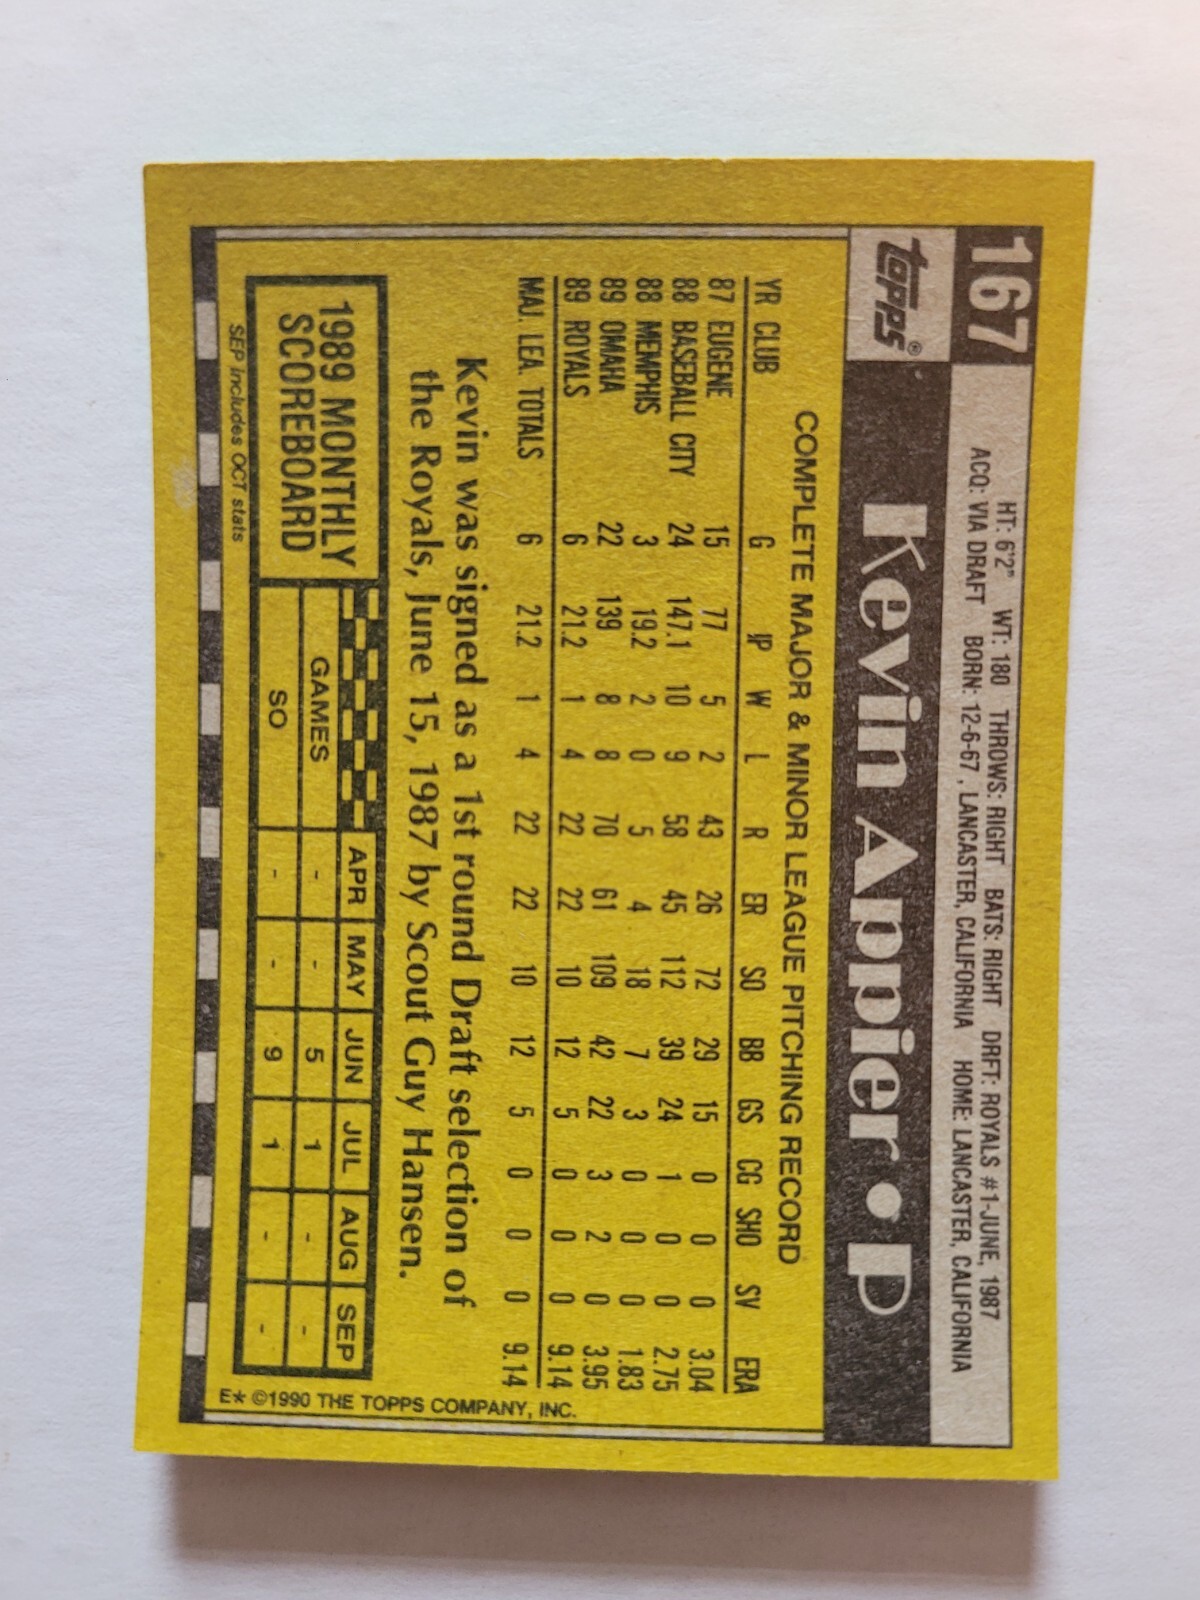 167
HT: 6'2" WT: 180 THROWS: RIGHT BATS: RIGHT DRFT: ROYALS #1-JUNE, 1987
ACQ: VIA DRAFT BORN: 12-6-67, LANCASTER, CALIFORNIA HOME: LANCASTER, CALIFORNIA
topps®
Kevin Appier • P
COMPLETE MAJOR & MINOR LEAGUE PITCHING RECORD
YR CLUB G IP W L R ER SO BB GS CG SHO SV ERA
87 EUGENE 15 77 5 2 43 26 72 29 15 0 0 0 3.04
88 BASEBALL CITY 24 147.1 10 9 58 45 112 39 24 1 0 0 2.75
88 MEMPHIS 3 19.2 2 0 5 4 18 7 3 0 0 0 1.83
89 OMAHA 22 139 8 8 70 61 109 42 22 3 2 0 3.95
89 ROYALS 6 21.2 1 4 22 22 10 12 5 0 0 0 9.14
MAJ. LEA. TOTALS 6 21.2 1 4 22 22 10 12 5 0 0 0 9.14
Kevin was signed as a 1st round Draft selection of
the Royals, June 15, 1987 by Scout Guy Hansen.
1989 MONTHLY
SCOREBOARD
APR MAY JUN JUL AUG SEP
GAMES - - 5 1 - -
SO - - 9 1 - -
SEP includes OCT stats
E* ©1990 THE TOPPS COMPANY, INC.